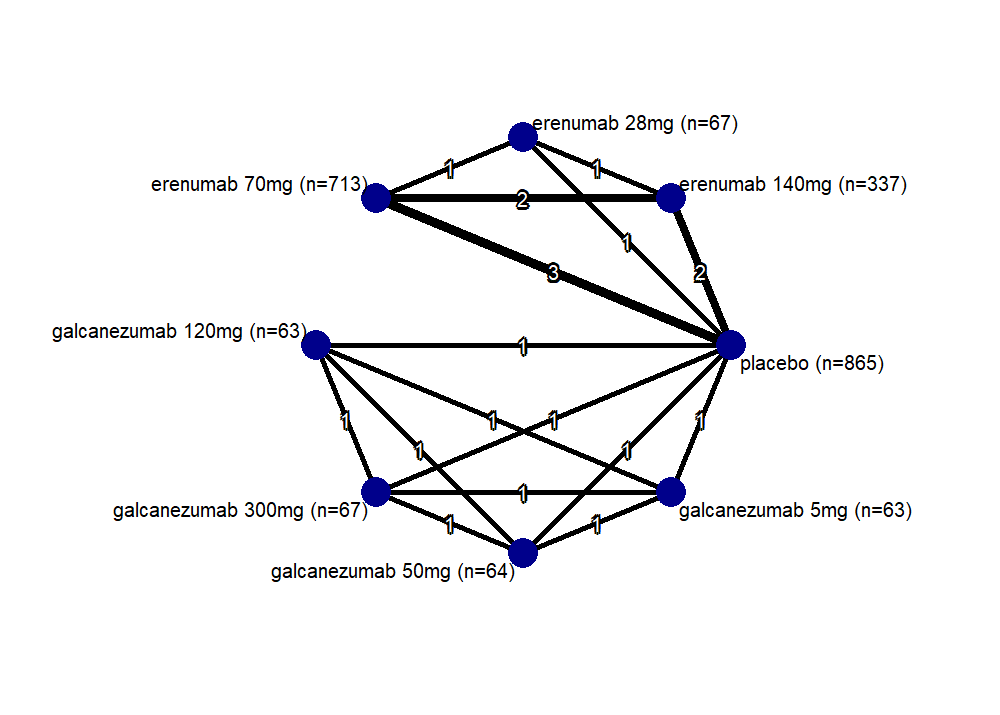 erenumab 28mg (n=67)
1
1
erenumab 70mg (n=713)
erenumab 140mg (n=337)
2
1
3
2
galcanezumab 120mg (n=63)
1
placebo (n=865)
1
1
1
1
1
1
1
galcanezumab 300mg (n=67)
galcanezumab 5mg (n=63)
1
1
galcanezumab 50mg (n=64)